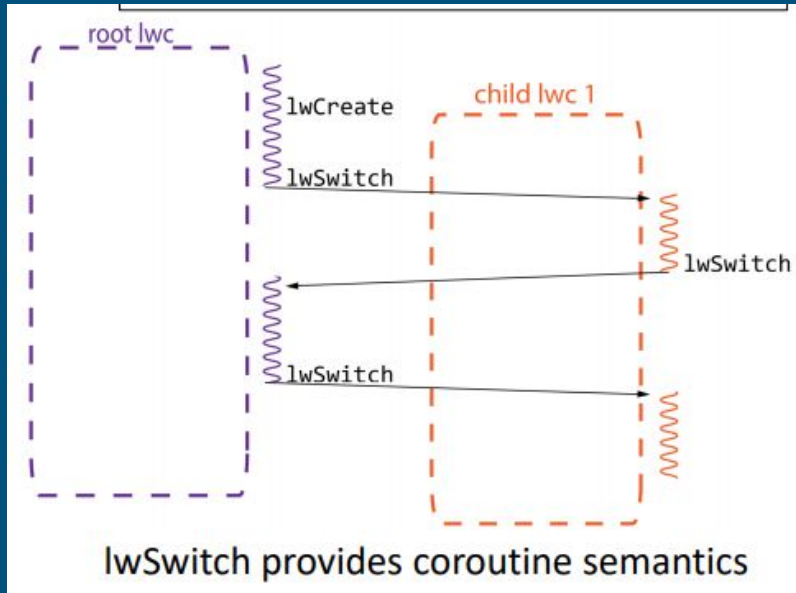 root lwc
lwCreate
child lwc 1
lwSwitch
lwSwitch
lwSwitch
lwSwitch provides coroutine semantics